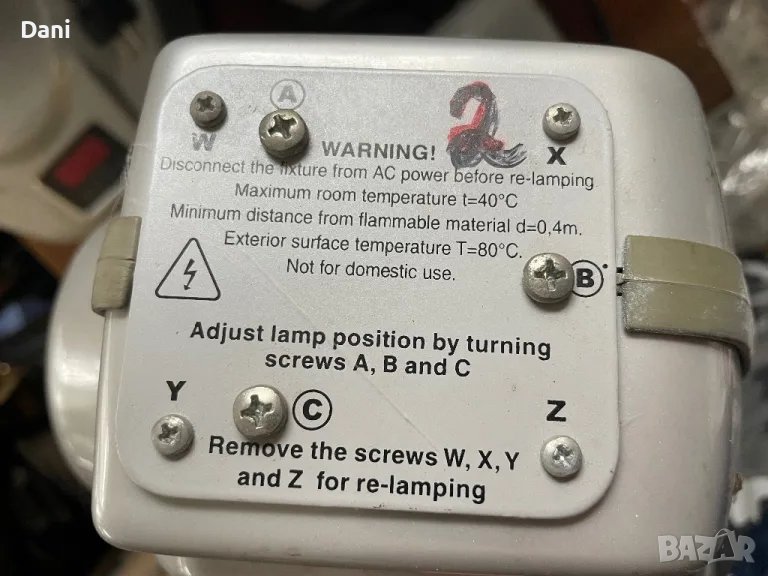 Dani
A
2
W
WARNING!
X
Disconnect the fixture from AC power before re-lamping
Maximum room temperature t=40°C
Minimum distance from flammable material d=0,4m.
Exterior surface temperature T=80°C.
Not for domestic use.
B
Adjust lamp position by turning
screws A, B and C
Y
C
Z
Remove the screws W, X, Y
and Z for re-lamping
BAZAR